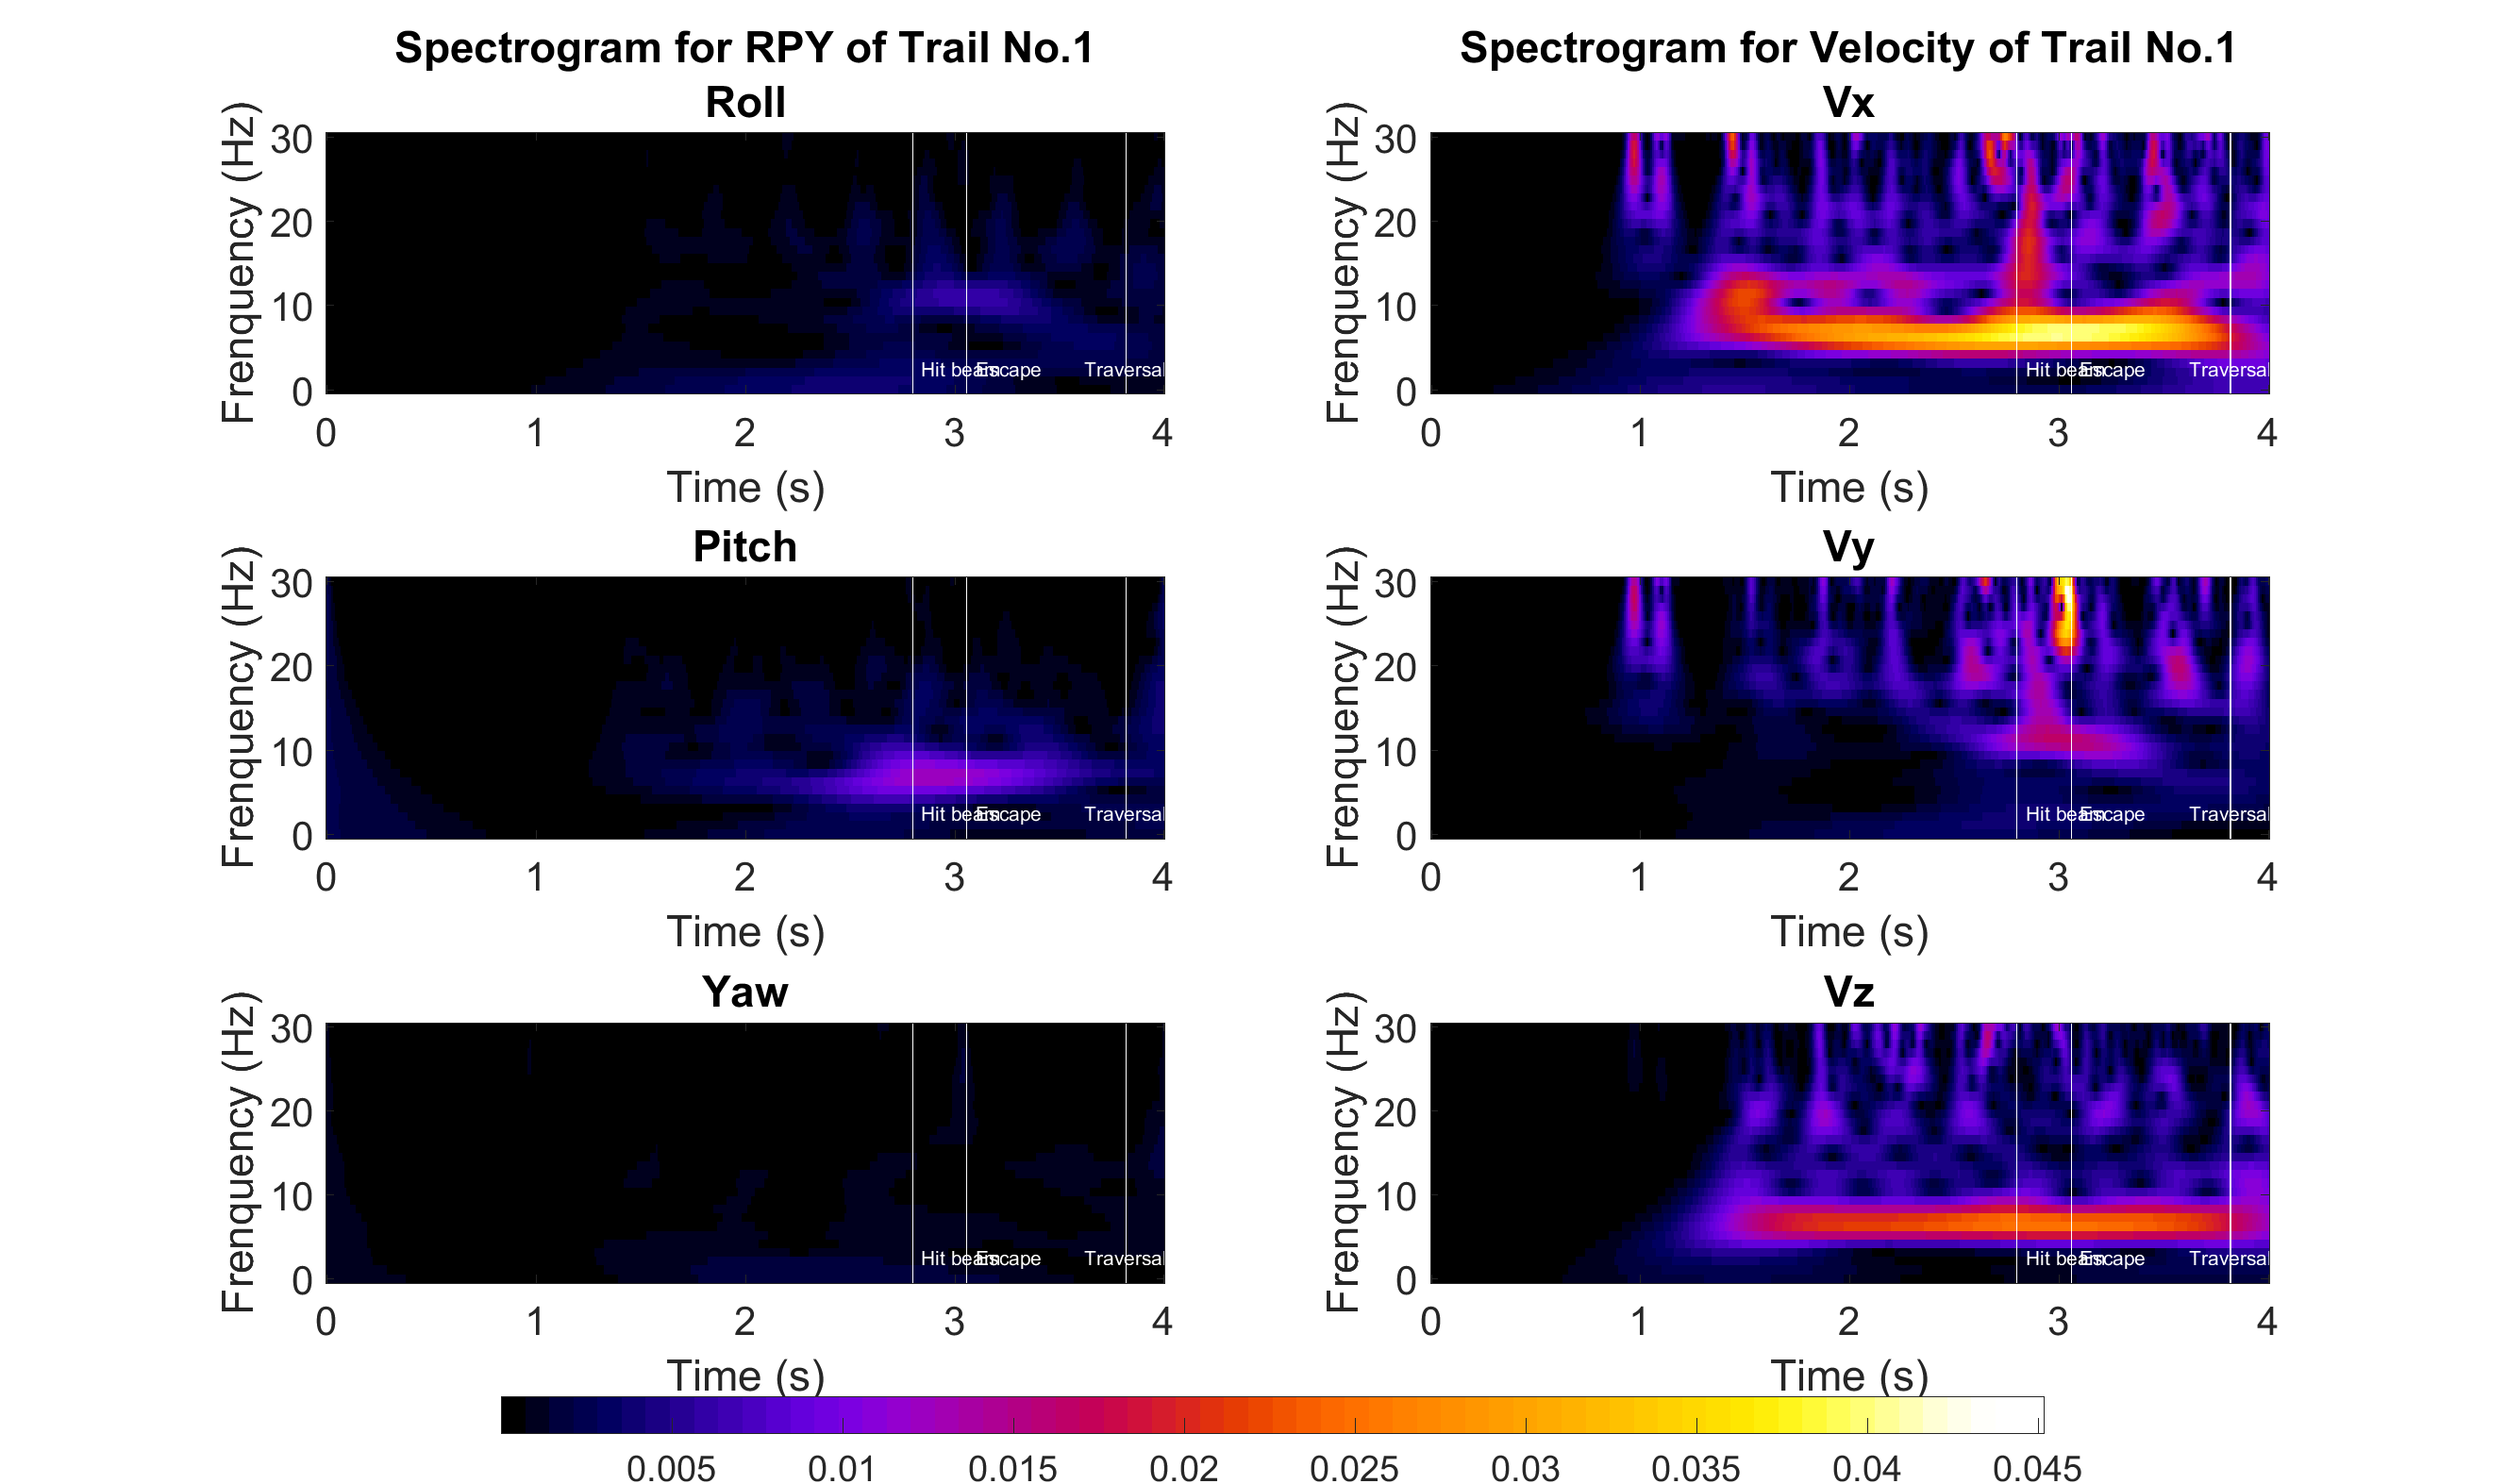 Spectrogram for RPY of Trail No.1
Roll
Frenquency (Hz)
30
20
10
0
Hit beam
Escape
Traversal
0 1 2 3 4
Time (s)
Pitch
Frenquency (Hz)
30
20
10
0
Hit beam
Escape
Traversal
0 1 2 3 4
Time (s)
Yaw
Frenquency (Hz)
30
20
10
0
Hit beam
Escape
Traversal
0 1 2 3 4
Time (s)
Spectrogram for Velocity of Trail No.1
Vx
Frenquency (Hz)
30
20
10
0
Hit beam
Escape
Traversal
0 1 2 3 4
Time (s)
Vy
Frenquency (Hz)
30
20
10
0
Hit beam
Escape
Traversal
0 1 2 3 4
Time (s)
Vz
Frenquency (Hz)
30
20
10
0
Hit beam
Escape
Traversal
0 1 2 3 4
Time (s)
0.005 0.01 0.015 0.02 0.025 0.03 0.035 0.04 0.045